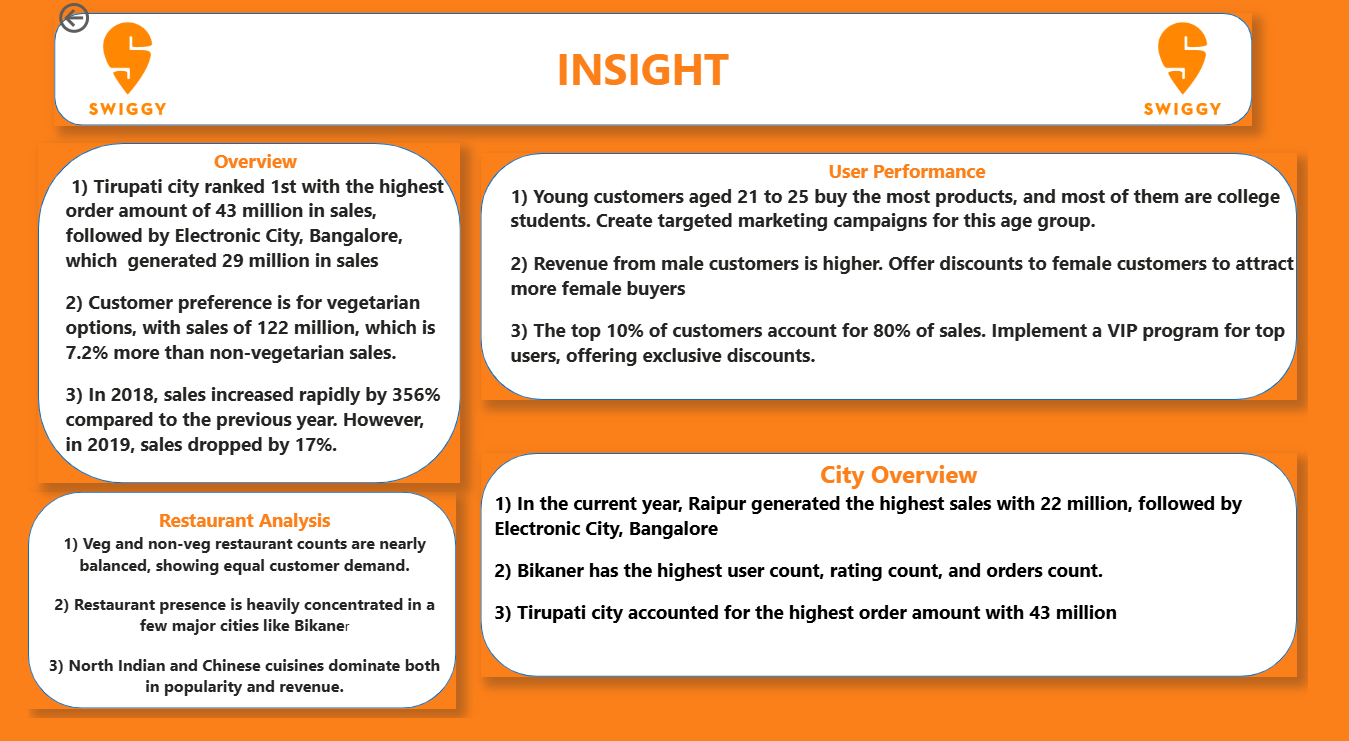 SWIGGY
INSIGHT
SWIGGY
Overview
1) Tirupati city ranked 1st with the highest
order amount of 43 million in sales,
followed by Electronic City, Bangalore,
which  generated 29 million in sales
2) Customer preference is for vegetarian
options, with sales of 122 million, which is
7.2% more than non-vegetarian sales.
3) In 2018, sales increased rapidly by 356%
compared to the previous year. However,
in 2019, sales dropped by 17%.
Restaurant Analysis
1) Veg and non-veg restaurant counts are nearly
balanced, showing equal customer demand.
2) Restaurant presence is heavily concentrated in a
few major cities like Bikaner
3) North Indian and Chinese cuisines dominate both
in popularity and revenue.
User Performance
1) Young customers aged 21 to 25 buy the most products, and most of them are college
students. Create targeted marketing campaigns for this age group.
2) Revenue from male customers is higher. Offer discounts to female customers to attract
more female buyers
3) The top 10% of customers account for 80% of sales. Implement a VIP program for top
users, offering exclusive discounts.
City Overview
1) In the current year, Raipur generated the highest sales with 22 million, followed by
Electronic City, Bangalore
2) Bikaner has the highest user count, rating count, and orders count.
3) Tirupati city accounted for the highest order amount with 43 million